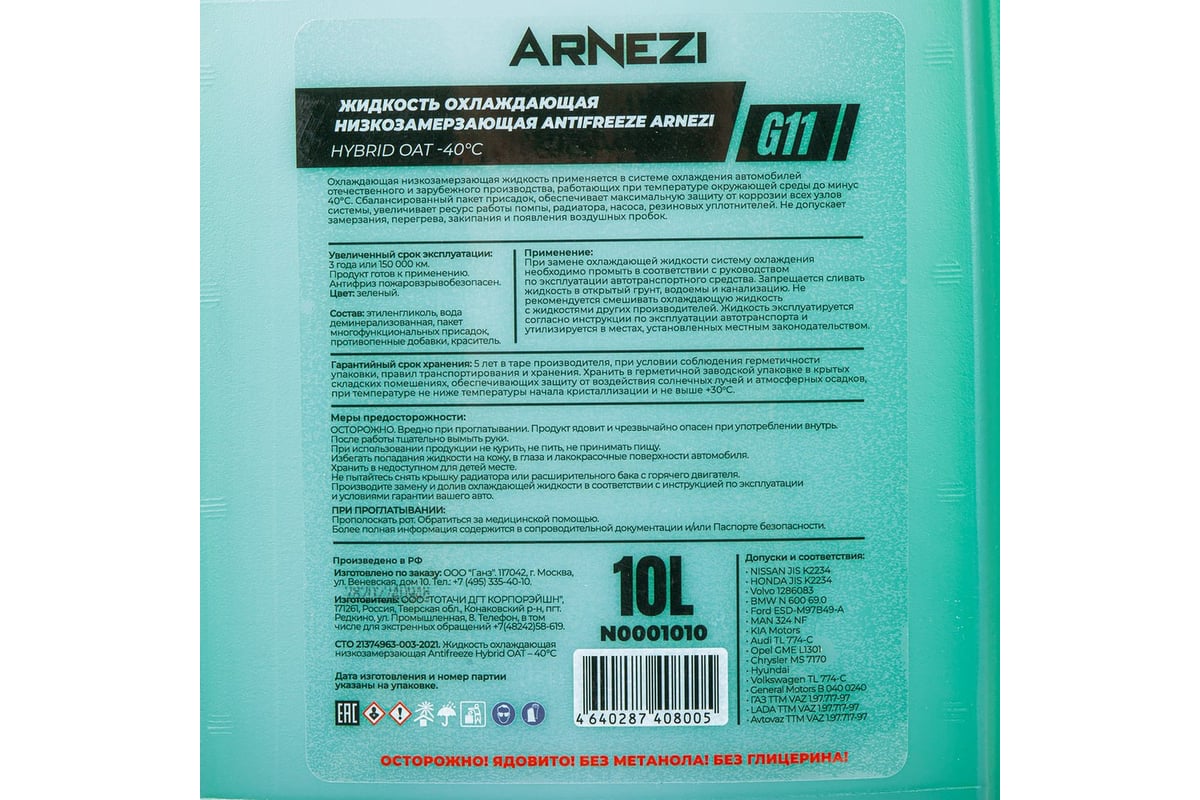 ARNEZI
ЖИДКОСТЬ ОХЛАЖДАЮЩАЯ
НИЗКОЗАМЕРЗАЮЩАЯ ANTIFREEZE ARNEZI
HYBRID OAT -40°C
G11
Охлаждающая низкозамерзающая жидкость применяется в системе охлаждения автомобилей
отечественного и зарубежного производства, работающих при температуре окружающей среды до минус
40°С. Сбалансированный пакет присадок, обеспечивает максимальную защиту от коррозии всех узлов
системы, увеличивает ресурс работы помпы, радиатора, насоса, резиновых уплотнителей. Не допускает
замерзания, перегрева, закипания и появления воздушных пробок.
Увеличенный срок эксплуатации:
3 года или 150 000 км.
Продукт готов к применению.
Антифриз пожаровзрывобезопасен.
Цвет: зеленый.
Состав: этиленгликоль, вода
деминерализованная, пакет
многофункциональных присадок,
противопенные добавки, краситель.
Применение:
При замене охлаждающей жидкости систему охлаждения
необходимо промыть в соответствии с руководством
по эксплуатации автотранспортного средства. Запрещается сливать
жидкость в открытый грунт, водоемы и канализацию. Не
рекомендуется смешивать охлаждающую жидкость
с жидкостями других производителей. Жидкость эксплуатируется
согласно инструкции по эксплуатации автотранспорта и
утилизируется в местах, установленных местным законодательством.
Гарантийный срок хранения: 5 лет в таре производителя, при условии соблюдения герметичности
упаковки, правил транспортирования и хранения. Хранить в герметичной заводской упаковке в крытых
складских помещениях, обеспечивающих защиту от воздействия солнечных лучей и атмосферных осадков,
при температуре не ниже температуры начала кристаллизации и не выше +30°С.
Меры предосторожности:
ОСТОРОЖНО. Вредно при проглатывании. Продукт ядовит и чрезвычайно опасен при употреблении внутрь.
После работы тщательно вымыть руки.
При использовании продукции не курить, не пить, не принимать пищу.
Избегать попадания жидкости на кожу, в глаза и лакокрасочные поверхности автомобиля.
Хранить в недоступном для детей месте.
Не пытайтесь снять крышку радиатора или расширительного бака с горячего двигателя.
Производите замену и долив охлаждающей жидкости в соответствии с инструкцией по эксплуатации
и условиями гарантии вашего авто.
ПРИ ПРОГЛАТЫВАНИИ:
Прополоскать рот. Обратиться за медицинской помощью.
Более полная информация содержится в сопроводительной документации и/или Паспорте безопасности.
Произведено в РФ
Изготовлено по заказу: ООО "Ганз". 117042, г. Москва,
ул. Веневская, дом 10. Тел.: +7 (495) 335-40-10.
Изготовитель: ООО "ТОТАЧИ ДГТ КОРПОРЭЙШН",
171261, Россия, Тверская обл., Конаковский р-н, пгт.
Редкино, ул. Промышленная, 8. Телефон, в том
числе для экстренных обращений +7(48242)58-619.
СТО 21374963-003-2021. Жидкость охлаждающая
низкозамерзающая Antifreeze Hybrid OAT – 40°C
Дата изготовления и номер партии
указаны на упаковке.
EAC
10L
N0001010
4 640287 408005
Допуски и соответствия:
· NISSAN JIS K2234
· HONDA JIS K2234
· Volvo 1286083
· BMW N 600 69.0
· Ford ESD-M97B49-A
· MAN 324 NF
· KIA Motors
· Audi TL 774-C
· Opel GME L1301
· Chrysler MS 7170
· Hyundai
· Volkswagen TL 774-C
· General Motors B 040 0240
· ГАЗ ТТМ VAZ 1.97.717-97
· LADA TTM VAZ 1.97.717-97
· Avtovaz TTM VAZ 1.97.717-97
ОСТОРОЖНО! ЯДОВИТО! БЕЗ МЕТАНОЛА! БЕЗ ГЛИЦЕРИНА!